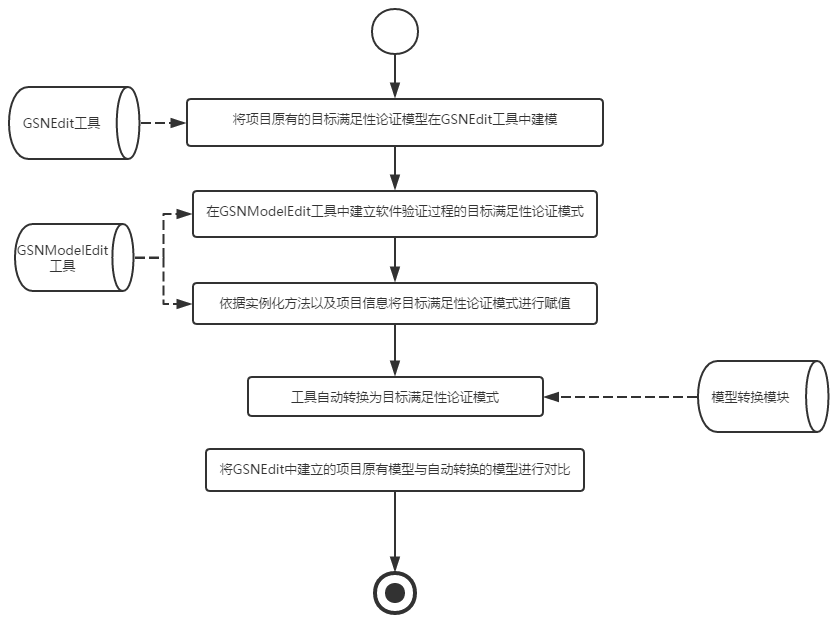 将项目原有的目标满足性论证模型在GSNEdit工具中建模
GSNEdit工具
在GSNModelEdit工具中建立软件验证过程的目标满足性论证模式
GSNModelEdit
工具
依据实例化方法以及项目信息将目标满足性论证模式进行赋值
工具自动转换为目标满足性论证模式
模型转换模块
将GSNEdit中建立的项目原有模型与自动转换的模型进行对比